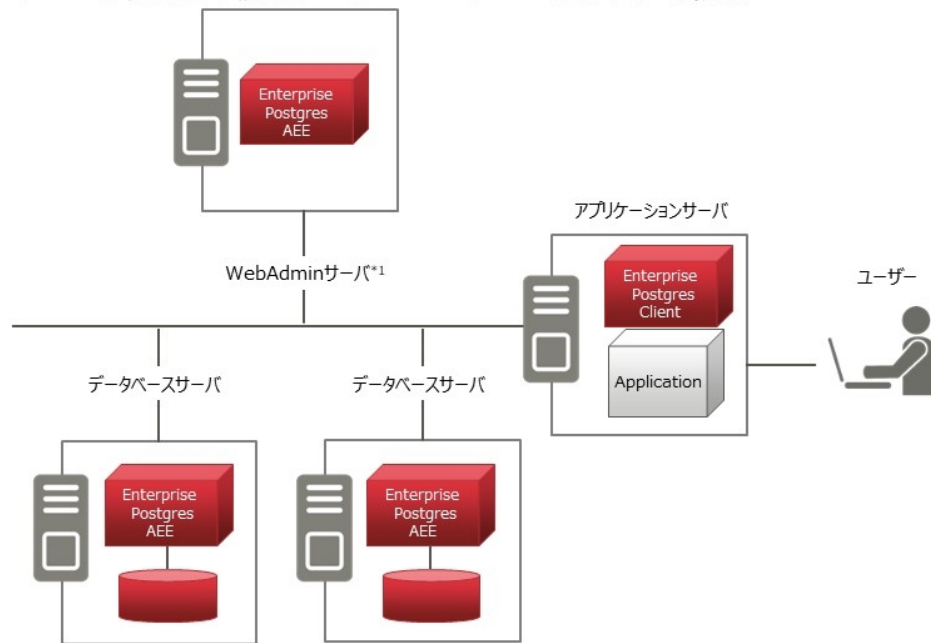 Enterprise
Postgres
AEE
アプリケーションサーバ
WebAdminサーバ*1
Enterprise
Postgres
Client
ユーザー
Application
データベースサーバ
データベースサーバ
Enterprise
Postgres
AEE
Enterprise
Postgres
AEE